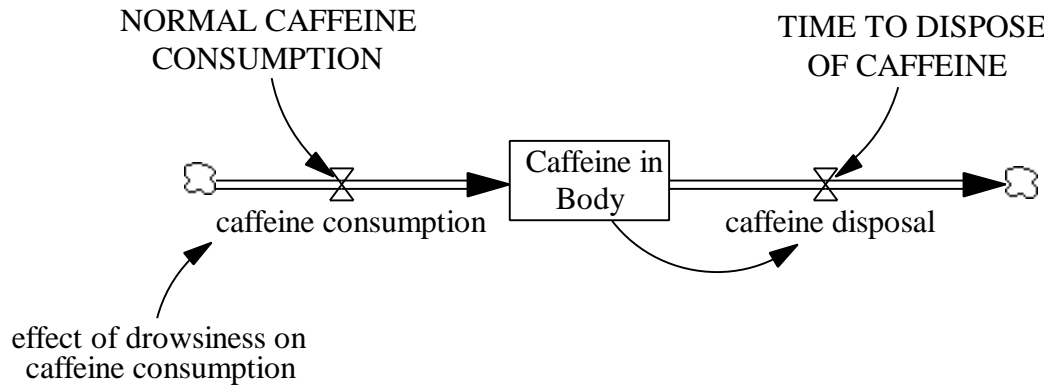 NORMAL CAFFEINE
CONSUMPTION
TIME TO DISPOSE
OF CAFFEINE
Caffeine in
Body
caffeine consumption
caffeine disposal
effect of drowsiness on
caffeine consumption